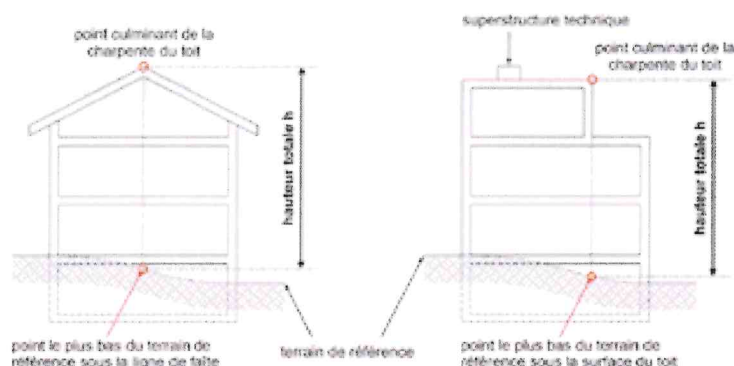 superstructure technique
point culminant de la
charpente du toit
point culminant de la
charpente du toit
hauteur totale h
hauteur totale h
point le plus bas du terrain de
référence sous la ligne de faîte
terrain de référence
point le plus bas du terrain de
référence sous la surface du toit